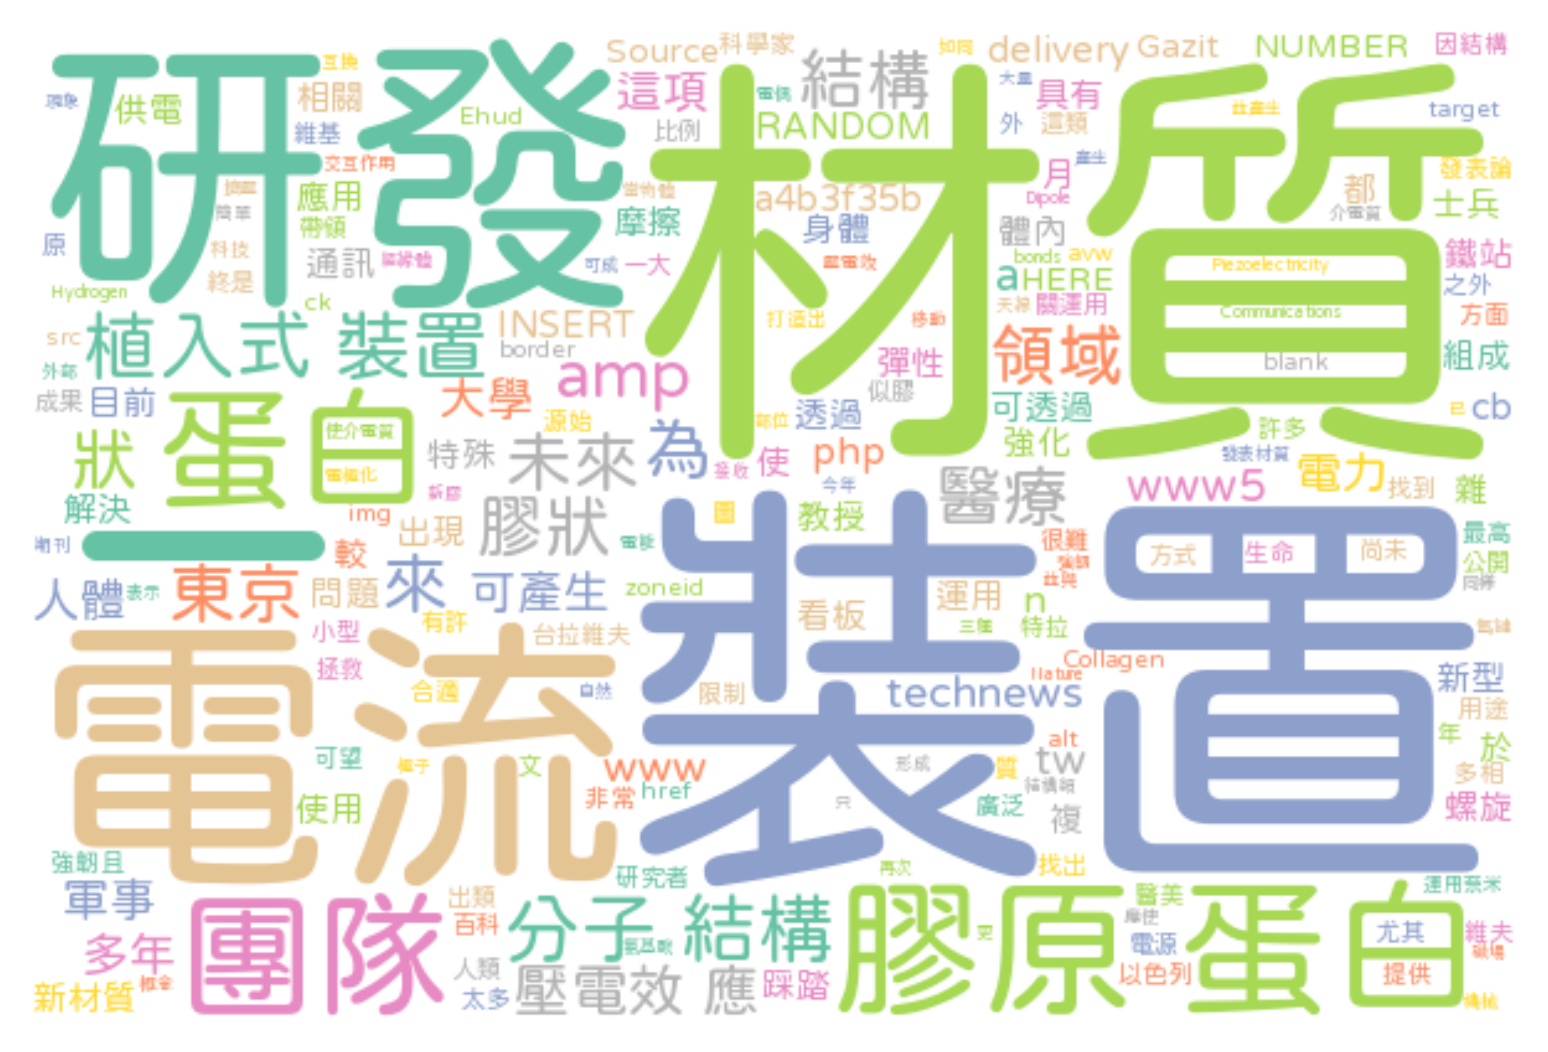 Source 科學家 如同 delivery Gazit NUMBER 因結構
研發 材質
互換
供電 相關 這項 結構 具有 target
維基 Ehud 比例 RANDOM 外 這類
交互作用 月 發表論
應用 a4b3f35b Dipole 都 士兵
簡單 帶領 摩擦 身體 體內 介電質
原 科技 通訊 一大 bonds avw 鐵站
終是 可成 aHERE Piezoelectricity 之外
Hydrogen ck 關運用
src 植入式 裝置 INSERT 打造出 移動 領域 Communications 方面
外部 border amp 彈性 blank 組成
成果 目前 大學 似膠
蛋白 源始 透過 可透過 cb
狀 使介電質 特殊 未來 為 部位 強化 許多
電極化 接收 使 php 發表材質
解決 今年 醫療 www5 電力 找到 雜
img 出現 膠狀 圖 教授 裝置
期刊 一 較 很難 方式 生命 尚未 最高
公開
人體 表示 東京 問題 來 可產生 zoneid 看板 運用 n
小型 有許 台拉維夫 特拉
電流
拯救 Collagen
合適 自然 限制 technews Nature 新型
用途
可望 文 www alt 年 於
href 形成 質 tw 多相
使用 非常 只 廣泛 複 螺旋
強韌且 研究者 再次 找出
軍事 團隊 出類 分子 結構 膠原蛋白 醫美 運用奈米
百科 尤其 維夫
多年 人類 電源
新材質 太多 壓電效 應 踩踏 以色列 提供